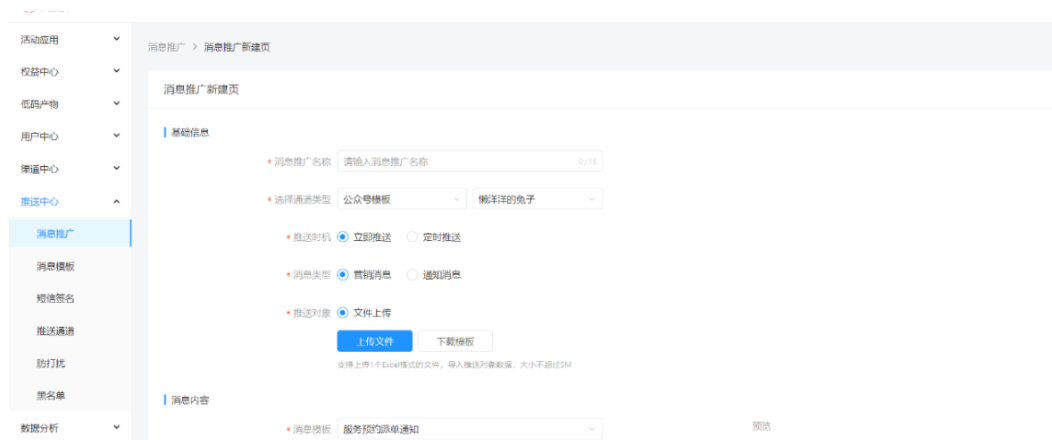 活动应用
权益中心
低码产物
用户中心
渠道中心
推送中心
消息推广
消息模板
短信签名
推送通道
防打扰
黑名单
数据分析
消息推广 > 消息推广新建页
消息推广新建页
基础信息
* 消息推广名称 请输入消息推广名称 0/15
* 选择通道类型 公众号模板 懒洋洋的兔子
* 推送时机 立即推送 定时推送
* 消息类型 营销消息 通知消息
* 推送对象 文件上传
上传文件 下载模板
支持上传1个Excel格式的文件，导入推送对象数据，大小不超过5M
消息内容
* 消息模板 服务预约派单通知
预览